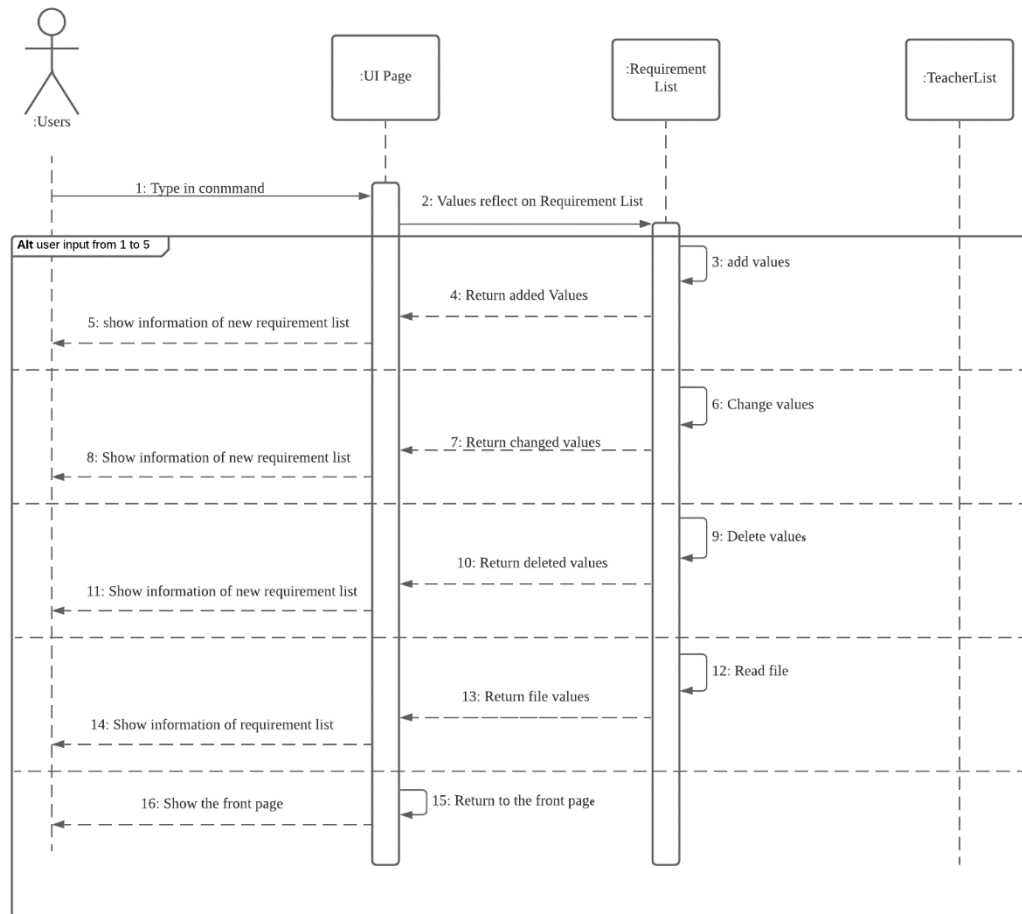 :Users
:UI Page
:Requirement
List
:TeacherList
1: Type in conmmand
2: Values reflect on Requirement List
Alt user input from 1 to 5
3: add values
4: Return added Values
5: show information of new requirement list
6: Change values
7: Return changed values
8: Show information of new requirement list
9: Delete values
10: Return deleted values
11: Show information of new requirement list
12: Read file
13: Return file values
14: Show information of requirement list
15: Return to the front page
16: Show the front page